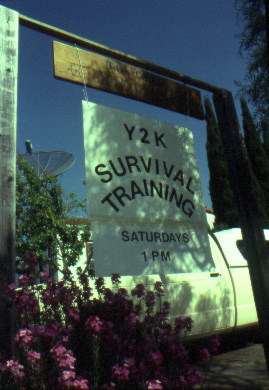 Y2K
SURVIVAL
TRAINING
SATURDAYS
1 PM